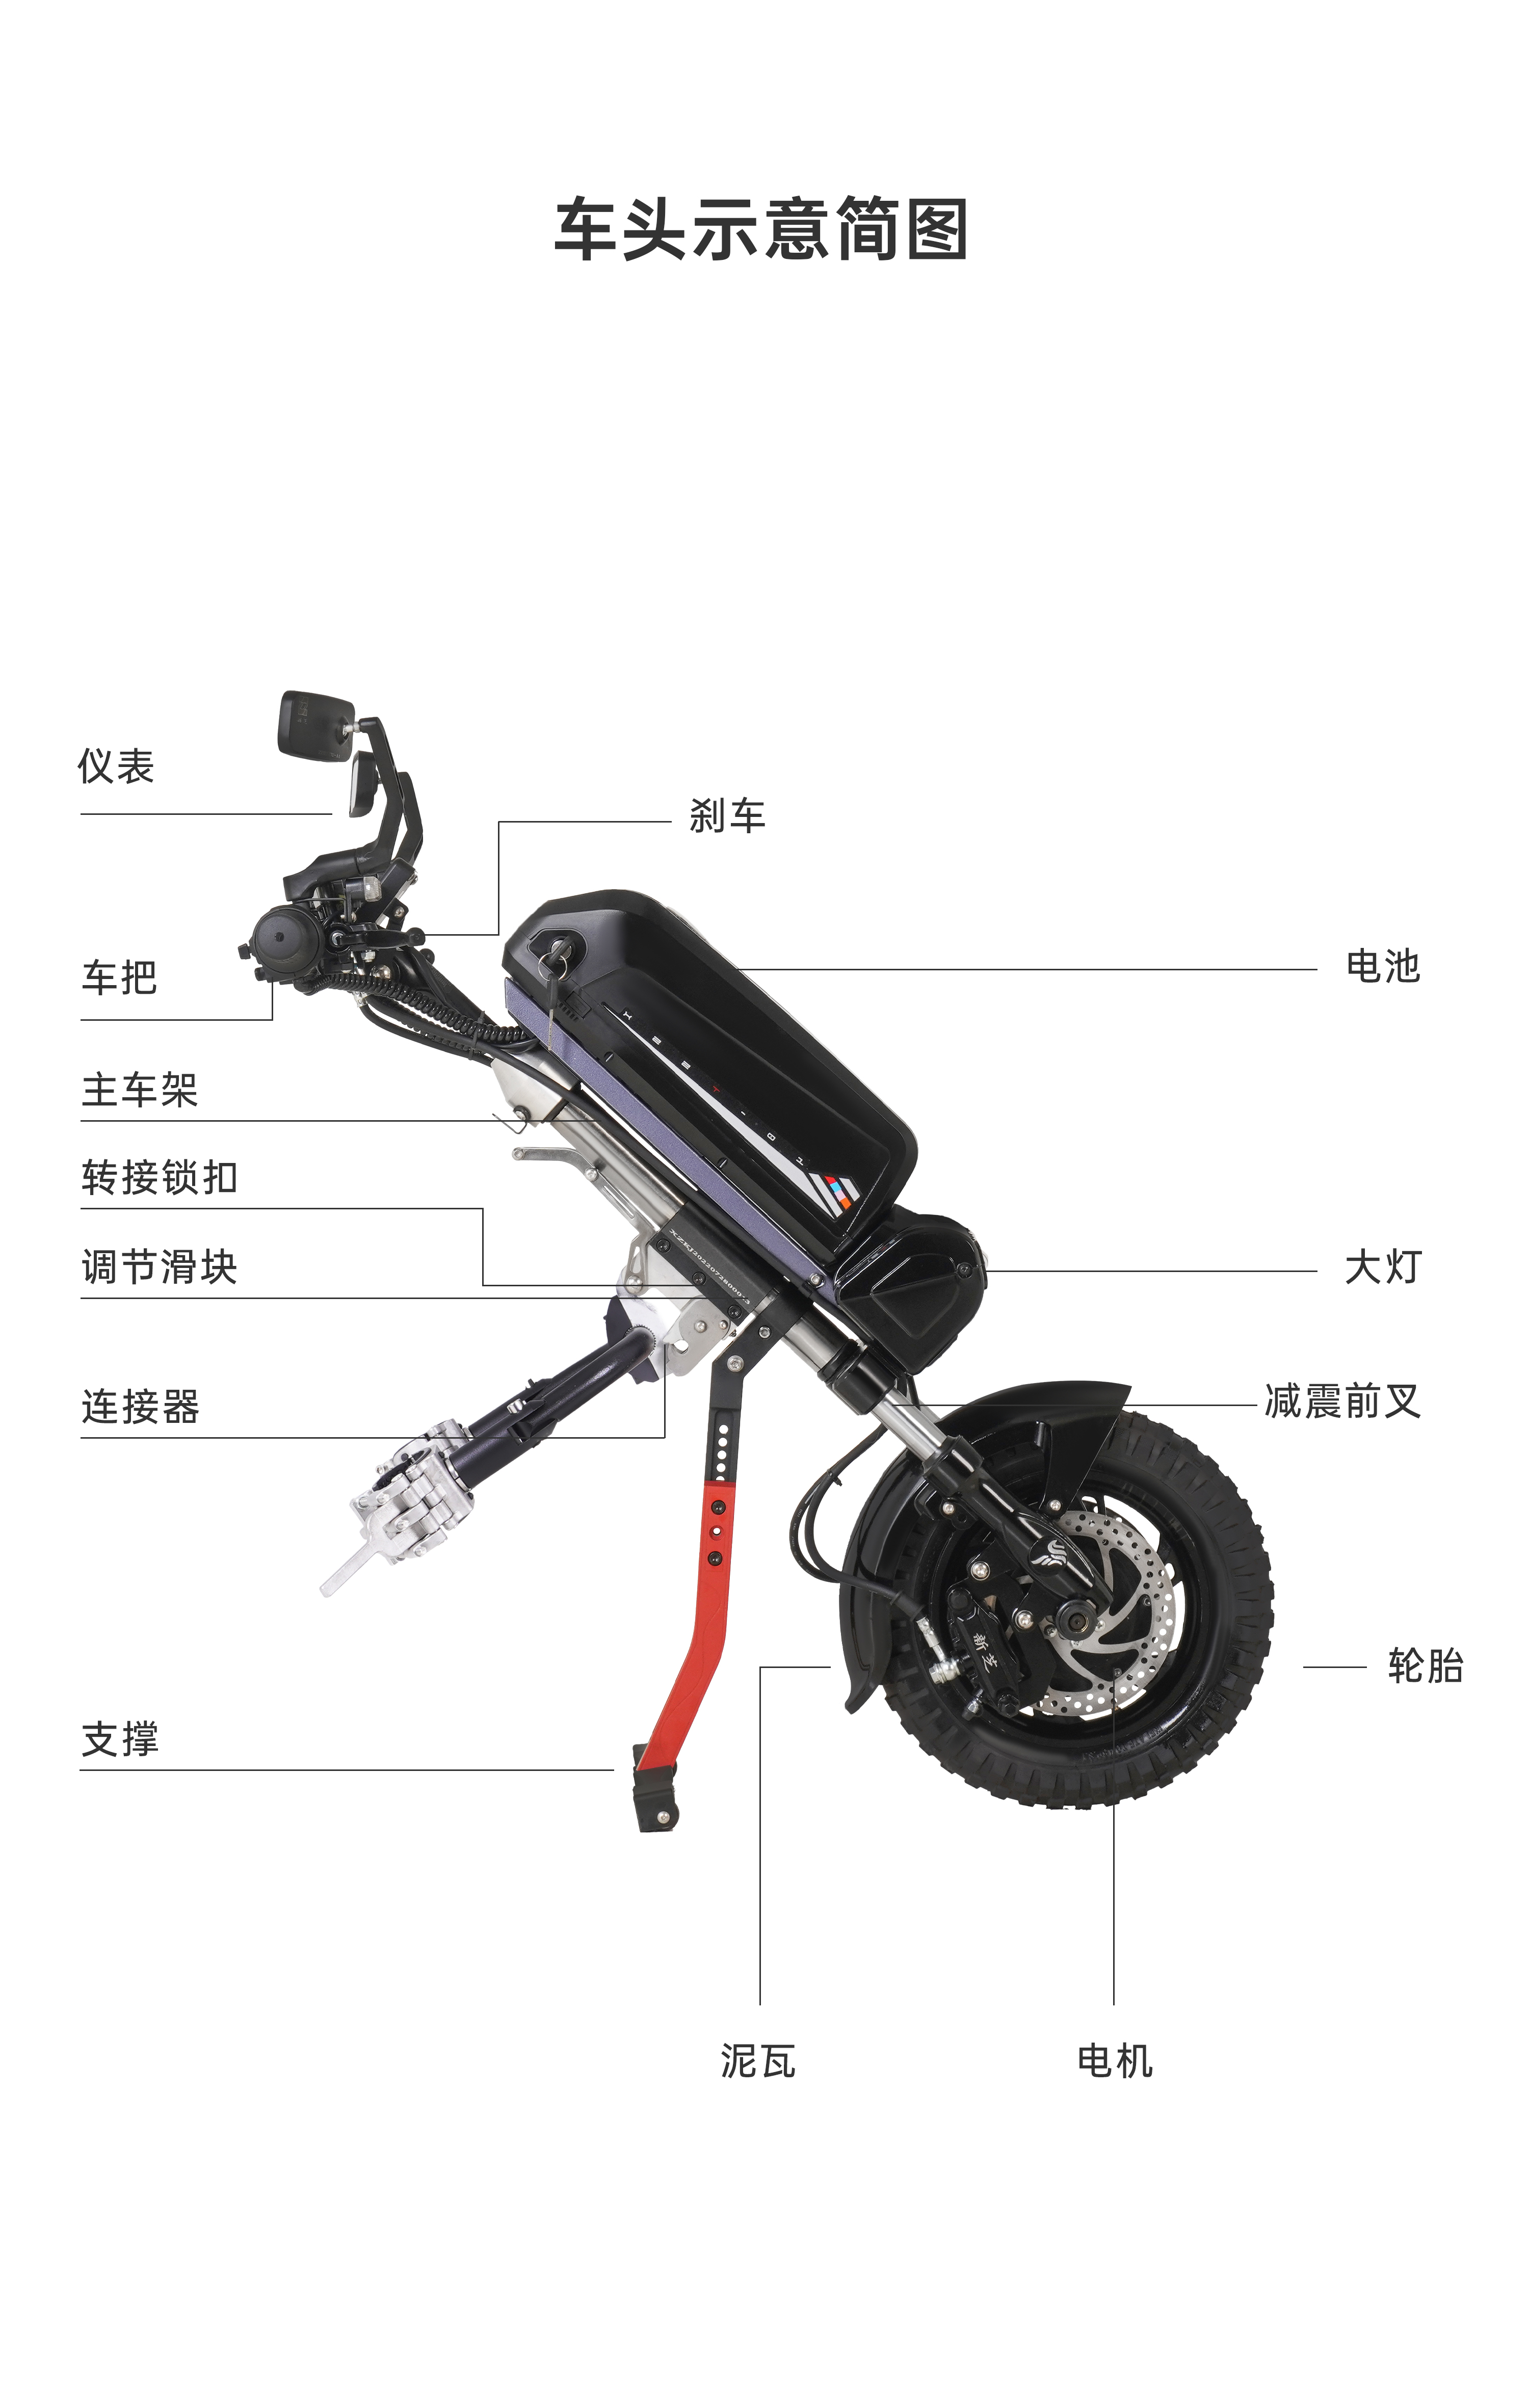 车头示意简图
仪表
刹车
车把
电池
主车架
转接锁扣
调节滑块
大灯
连接器
减震前叉
新芝
轮胎
支撑
泥瓦
电机